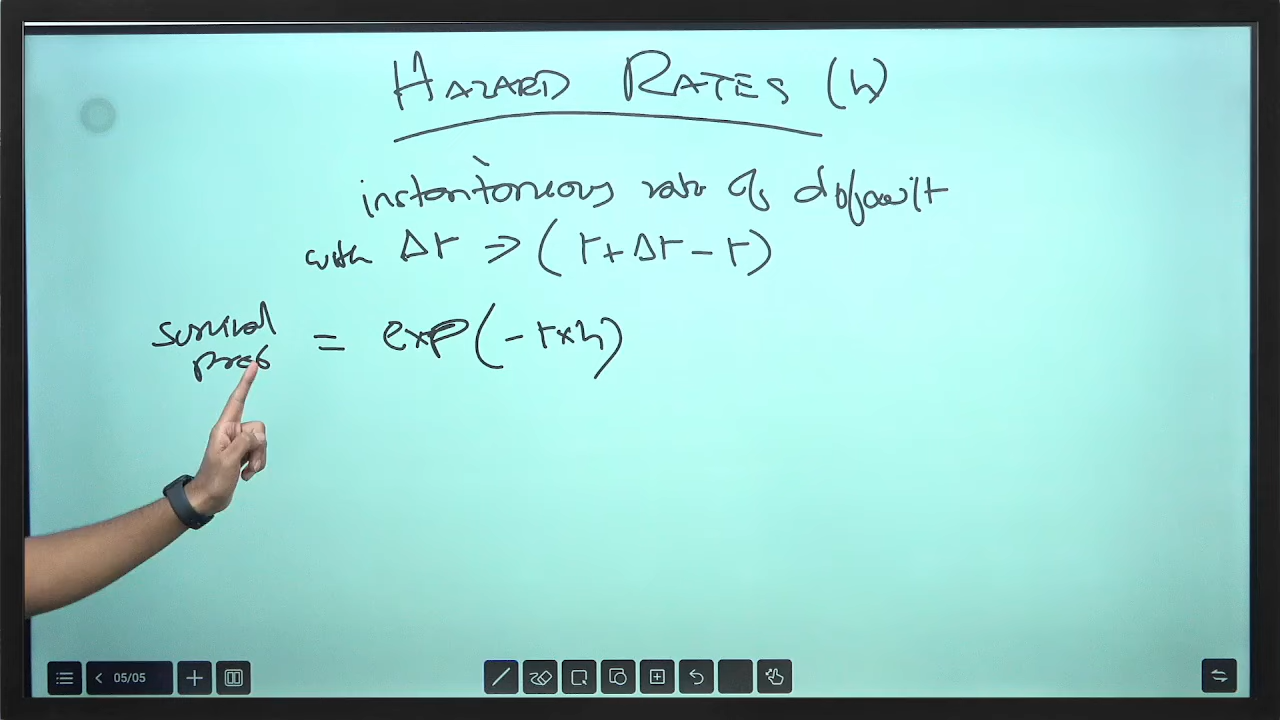 HAZARD RATES (h)
instantaneous rate of default
with Δt ⇒ (t + Δt − t)
survival prob = exp(−t×h)
05/05